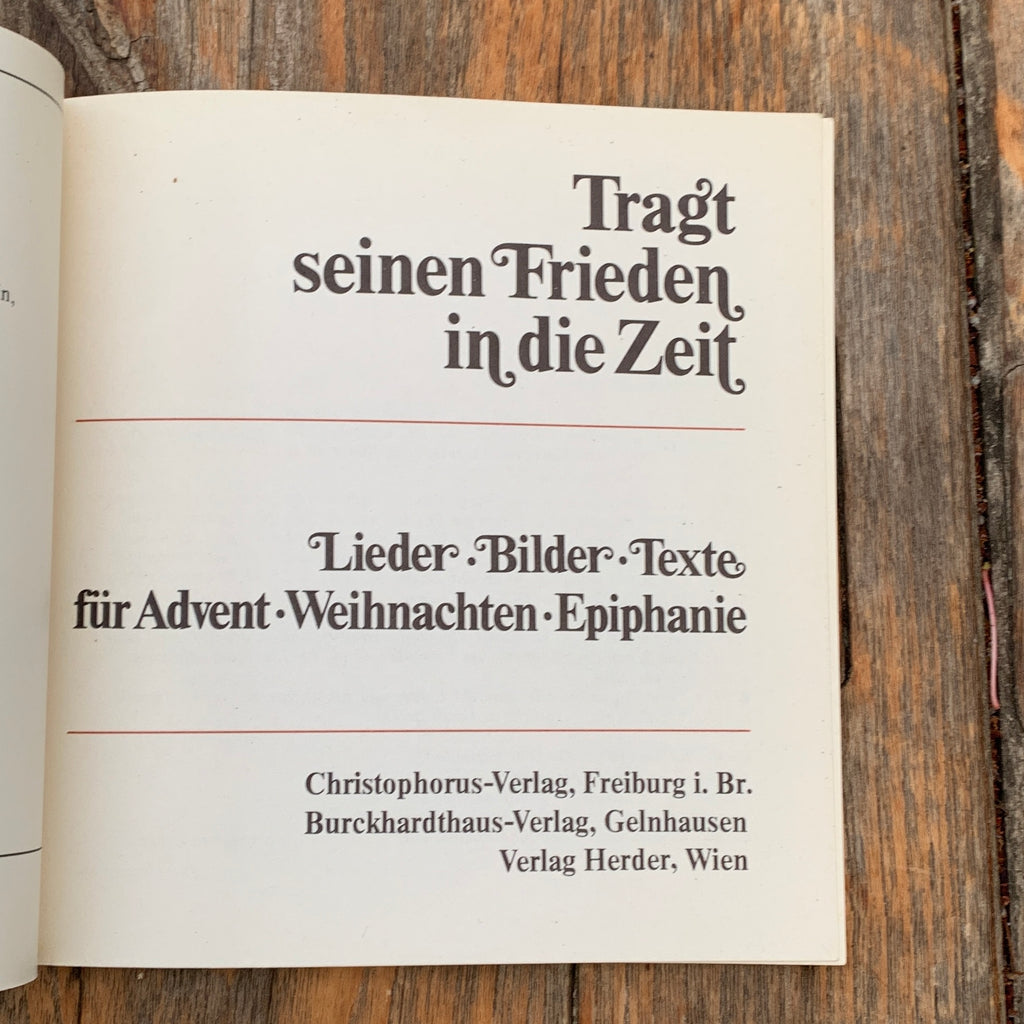 n,
Tragt
seinen Frieden
in die Zeit
Lieder · Bilder · Texte
für Advent · Weihnachten · Epiphanie
Christophorus-Verlag, Freiburg i. Br.
Burckhardthaus-Verlag, Gelnhausen
Verlag Herder, Wien